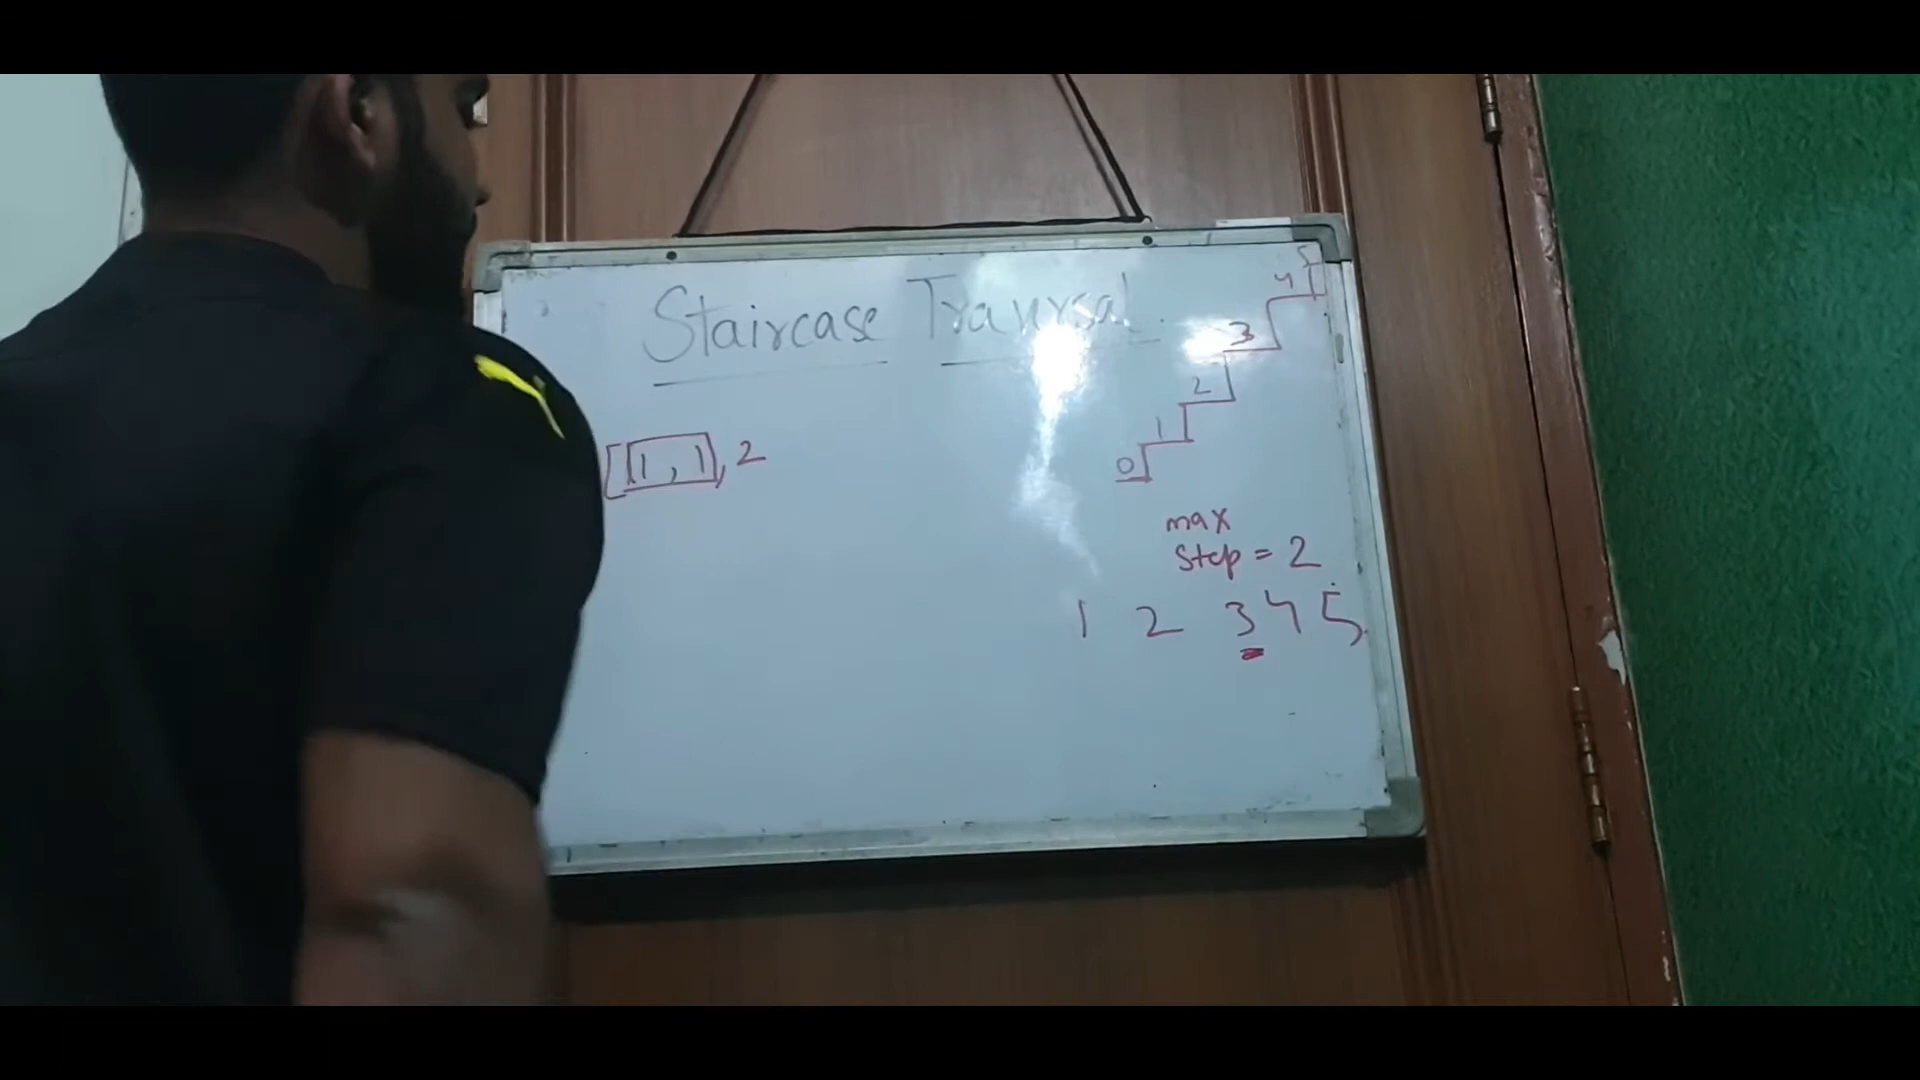 Staircase Traversal
[[1, 1], 2
0
1
2
3
4
5
max
step = 2
1 2 3 4 5